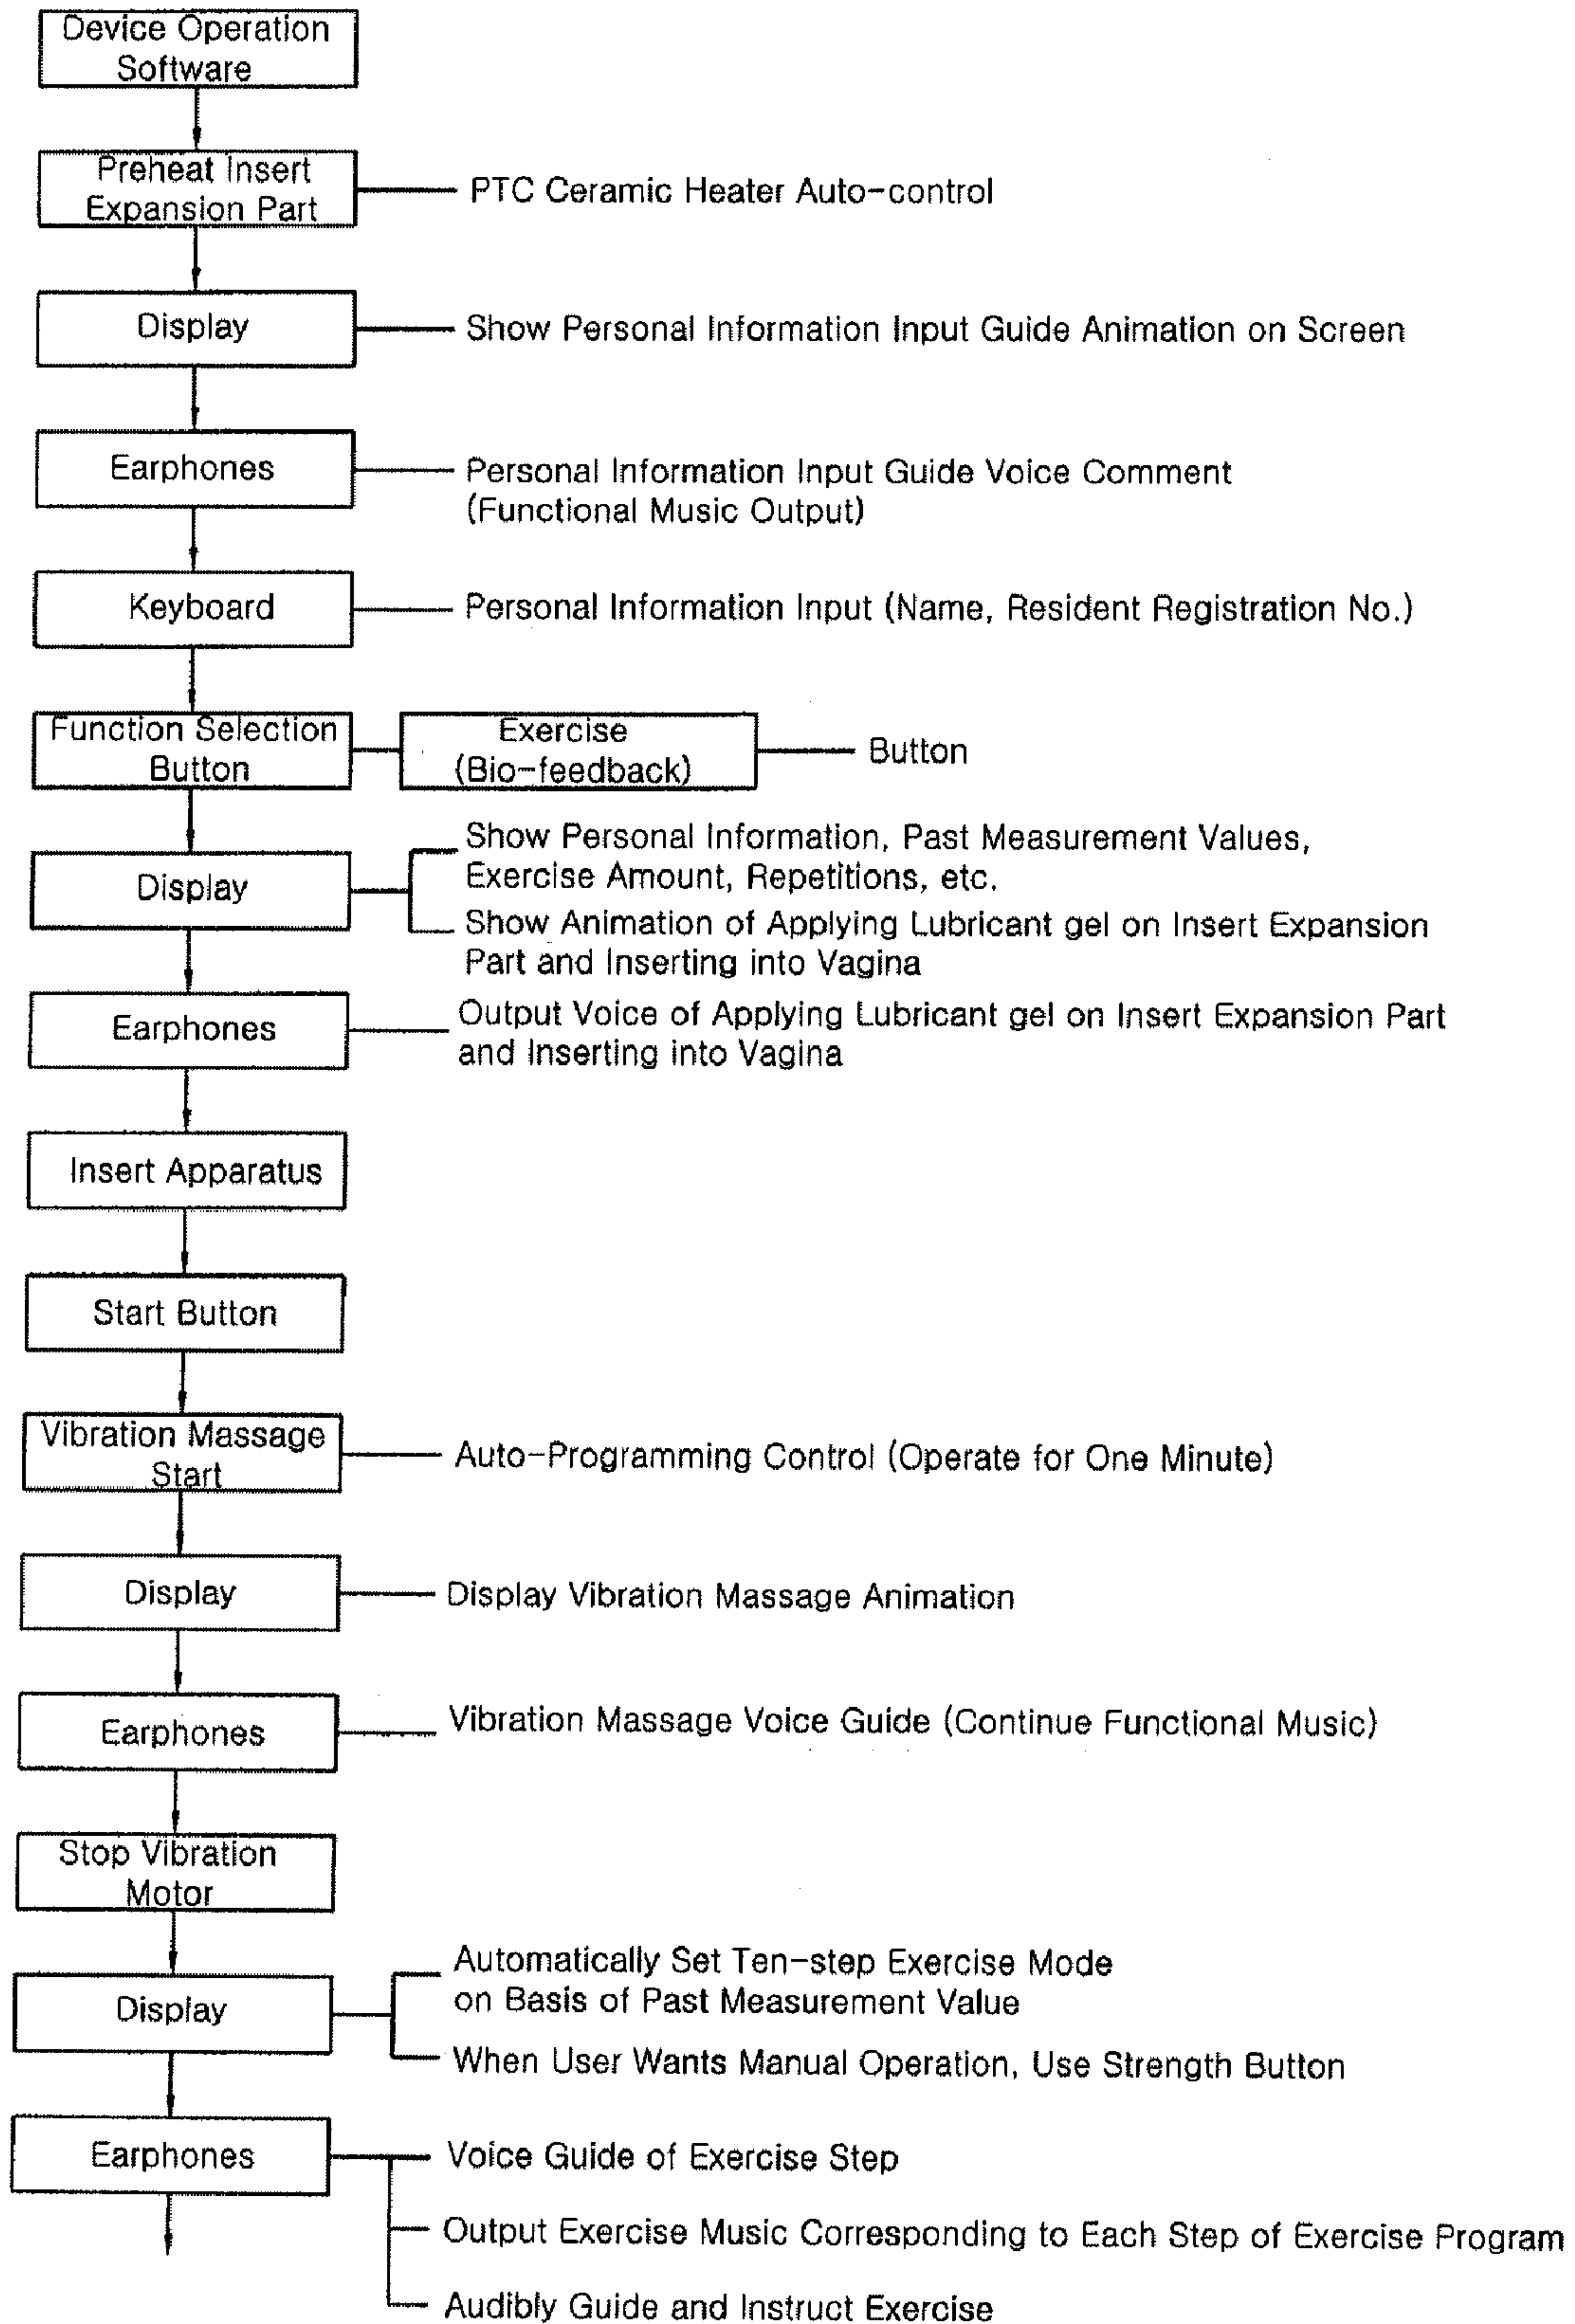 Device Operation
Software
Preheat Insert
Expansion Part
PTC Ceramic Heater Auto-control
Display
Show Personal Information Input Guide Animation on Screen
Earphones
Personal Information Input Guide Voice Comment
(Functional Music Output)
Keyboard
Personal Information Input (Name, Resident Registration No.)
Function Selection
Button
Exercise
(Bio-feedback)
Button
Display
Show Personal Information, Past Measurement Values,
Exercise Amount, Repetitions, etc.
Show Animation of Applying Lubricant gel on Insert Expansion
Part and Inserting into Vagina
Earphones
Output Voice of Applying Lubricant gel on Insert Expansion Part
and Inserting into Vagina
Insert Apparatus
Start Button
Vibration Massage
Start
Auto-Programming Control (Operate for One Minute)
Display
Display Vibration Massage Animation
Earphones
Vibration Massage Voice Guide (Continue Functional Music)
Stop Vibration
Motor
Display
Automatically Set Ten-step Exercise Mode
on Basis of Past Measurement Value
When User Wants Manual Operation, Use Strength Button
Earphones
Voice Guide of Exercise Step
Output Exercise Music Corresponding to Each Step of Exercise Program
Audibly Guide and Instruct Exercise